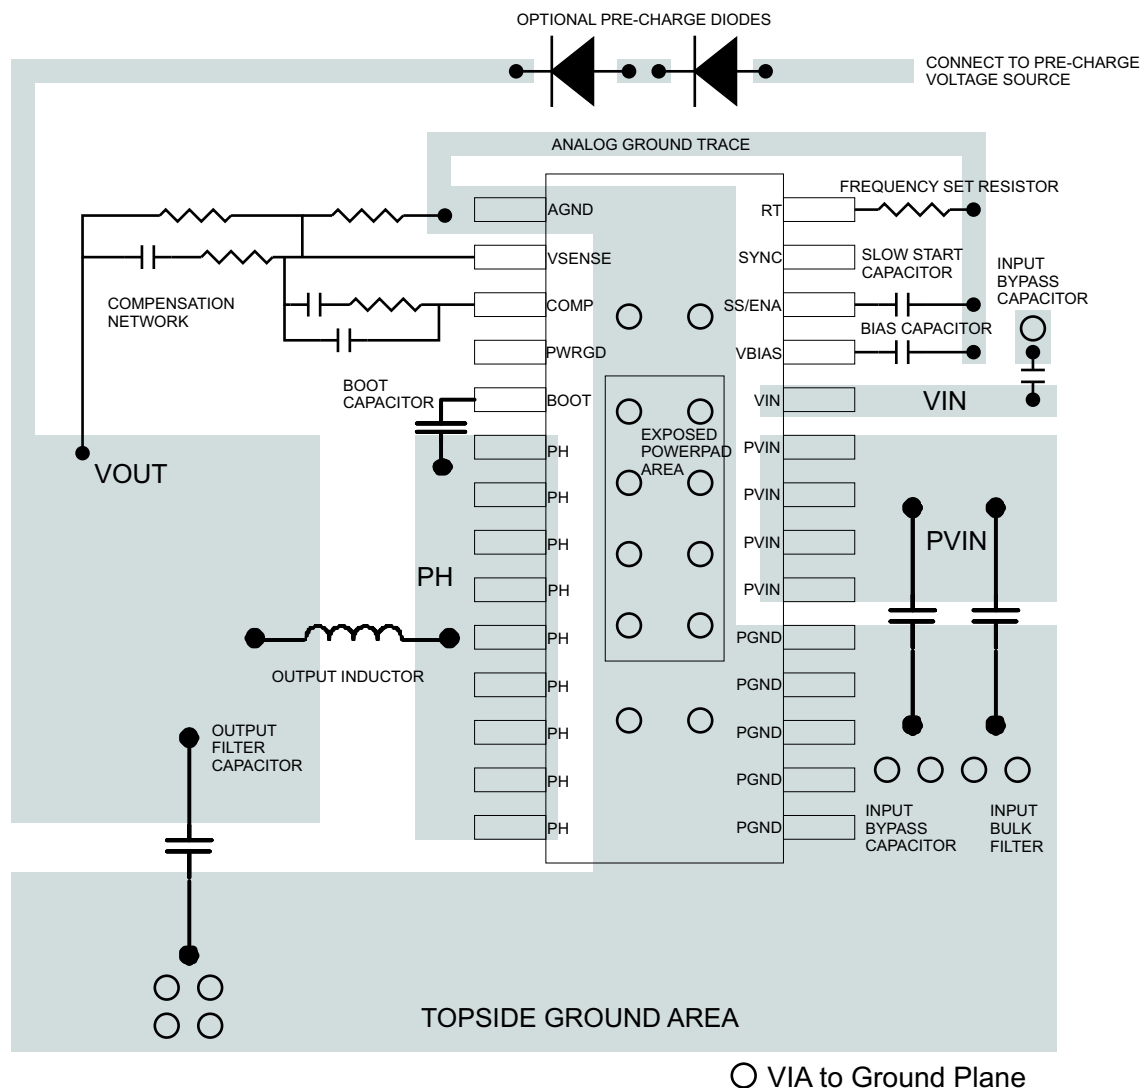 OPTIONAL PRE-CHARGE DIODES
CONNECT TO PRE-CHARGE
VOLTAGE SOURCE
ANALOG GROUND TRACE
FREQUENCY SET RESISTOR
AGND
RT
VSENSE
SYNC
SLOW START
CAPACITOR
INPUT
BYPASS
CAPACITOR
COMPENSATION
NETWORK
COMP
SS/ENA
BIAS CAPACITOR
PWRGD
VBIAS
BOOT
CAPACITOR
BOOT
VIN
VIN
EXPOSED
POWERPAD
AREA
VOUT
PH
PVIN
PH
PVIN
PH
PVIN
PVIN
PH
PH
PVIN
PH
PGND
OUTPUT INDUCTOR
PH
PGND
OUTPUT
FILTER
CAPACITOR
PH
PGND
PH
PGND
PH
PGND
INPUT
BYPASS
CAPACITOR
INPUT
BULK
FILTER
TOPSIDE GROUND AREA
VIA to Ground Plane